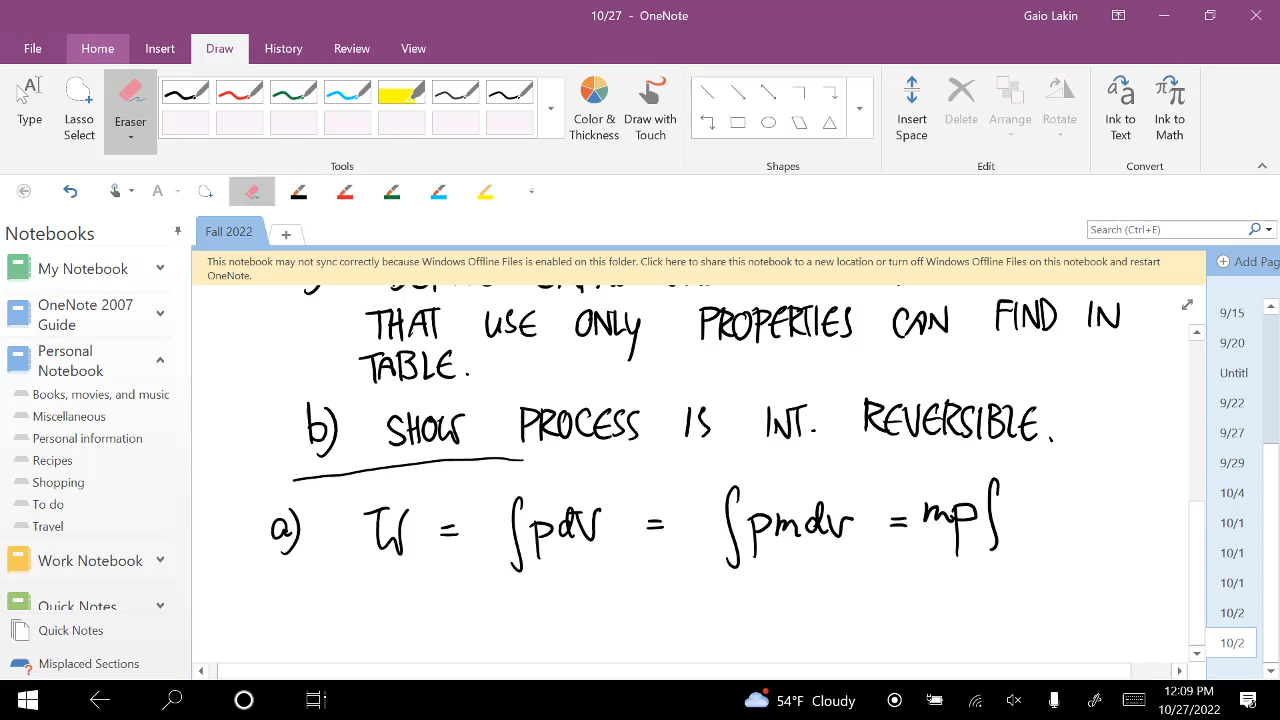 10/27 - OneNote
Gaio Lakin
File Home Insert Draw History Review View
Type
Lasso Select
Eraser
Color & Thickness
Draw with Touch
Insert Space
Delete
Arrange
Rotate
Ink to Text
Ink to Math
Tools
Shapes
Edit
Convert
Notebooks
Fall 2022
Search (Ctrl+E)
This notebook may not sync correctly because Windows Offline Files is enabled on this folder. Click here to share this notebook to a new location or turn off Windows Offline Files on this notebook and restart
OneNote.
Add Pag
My Notebook
OneNote 2007
Guide
Personal
Notebook
Books, movies, and music
Miscellaneous
Personal information
Recipes
Shopping
To do
Travel
Work Notebook
Quick Notes
Quick Notes
Misplaced Sections
THAT USE ONLY PROPERTIES CAN FIND IN
TABLE.
b) SHOW PROCESS IS INT. REVERSIBLE.
a) W = ∫pdV = ∫pmdv = mp∫
9/15
9/20
Untitl
9/22
9/27
9/29
10/4
10/1
10/1
10/1
10/2
10/2
54°F Cloudy
12:09 PM
10/27/2022